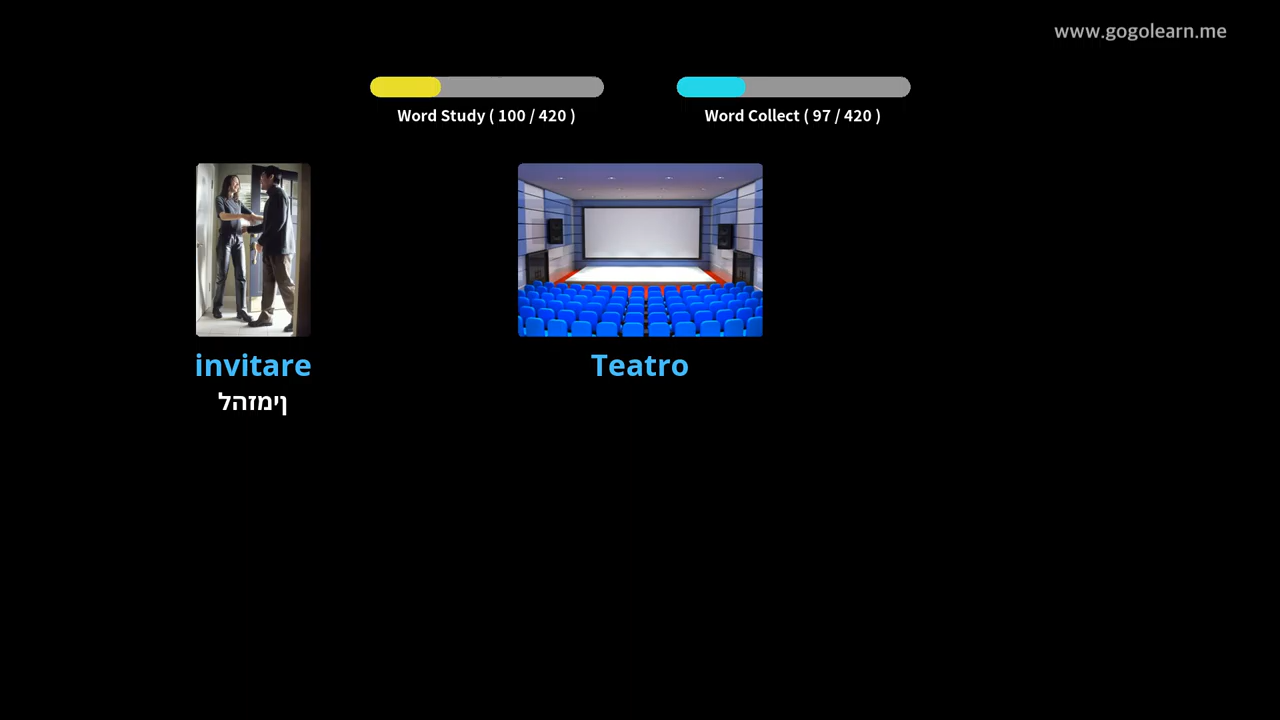 www.gogolearn.me
Word Study ( 100 / 420 )
Word Collect ( 97 / 420 )
invitare
ןימזהל
Teatro